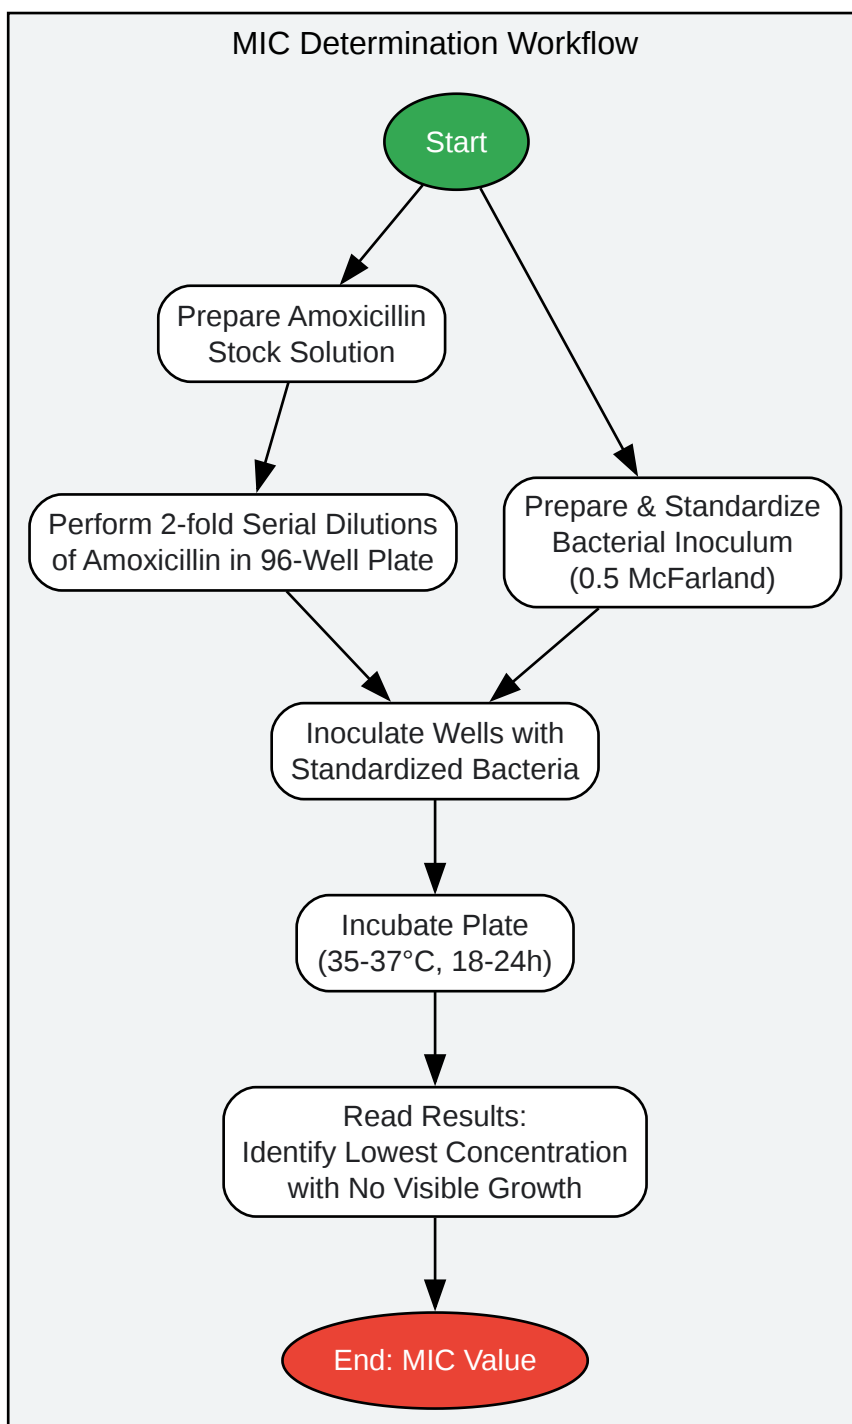 MIC Determination Workflow
Start
Prepare Amoxicillin
Stock Solution
Perform 2-fold Serial Dilutions
of Amoxicillin in 96-Well Plate
Prepare & Standardize
Bacterial Inoculum
(0.5 McFarland)
Inoculate Wells with
Standardized Bacteria
Incubate Plate
(35-37°C, 18-24h)
Read Results:
Identify Lowest Concentration
with No Visible Growth
End: MIC Value